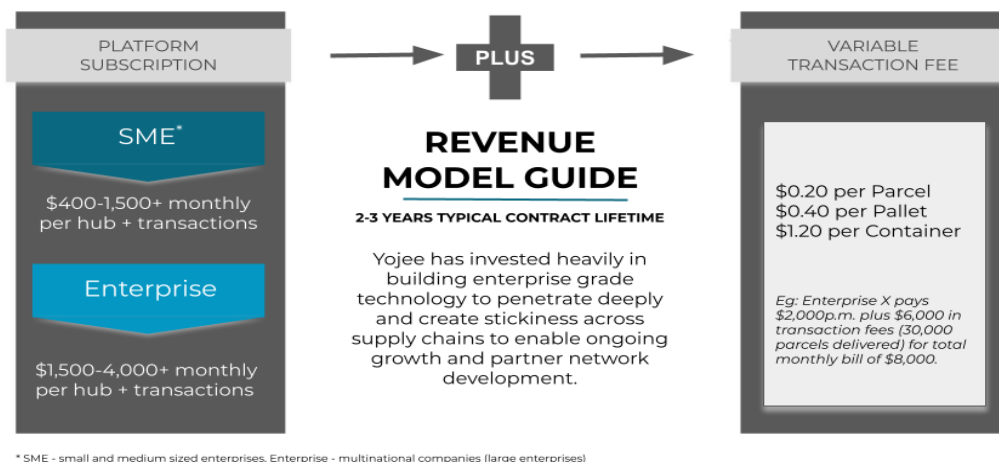 PLATFORM
SUBSCRIPTION
SME*
$400-1,500+ monthly
per hub + transactions
Enterprise
$1,500-4,000+ monthly
per hub + transactions
PLUS
REVENUE
MODEL GUIDE
2-3 YEARS TYPICAL CONTRACT LIFETIME
Yojee has invested heavily in
building enterprise grade
technology to penetrate deeply
and create stickiness across
supply chains to enable ongoing
growth and partner network
development.
VARIABLE
TRANSACTION FEE
$0.20 per Parcel
$0.40 per Pallet
$1.20 per Container
Eg: Enterprise X pays
$2,000p.m. plus $6,000 in
transaction fees (30,000
parcels delivered) for total
monthly bill of $8,000.
* SME - small and medium sized enterprises, Enterprise - multinational companies (large enterprises)